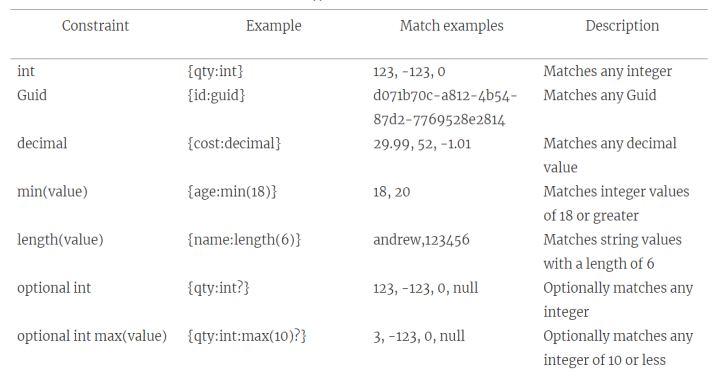 Constraint Example Match examples Description
int {qty:int} 123, -123, 0 Matches any integer
Guid {id:guid} d071b70c-a812-4b54- Matches any Guid
87d2-7769528e2814
decimal {cost:decimal} 29.99, 52, -1.01 Matches any decimal
value
min(value) {age:min(18)} 18, 20 Matches integer values
of 18 or greater
length(value) {name:length(6)} andrew,123456 Matches string values
with a length of 6
optional int {qty:int?} 123, -123, 0, null Optionally matches any
integer
optional int max(value) {qty:int:max(10)?} 3, -123, 0, null Optionally matches any
integer of 10 or less